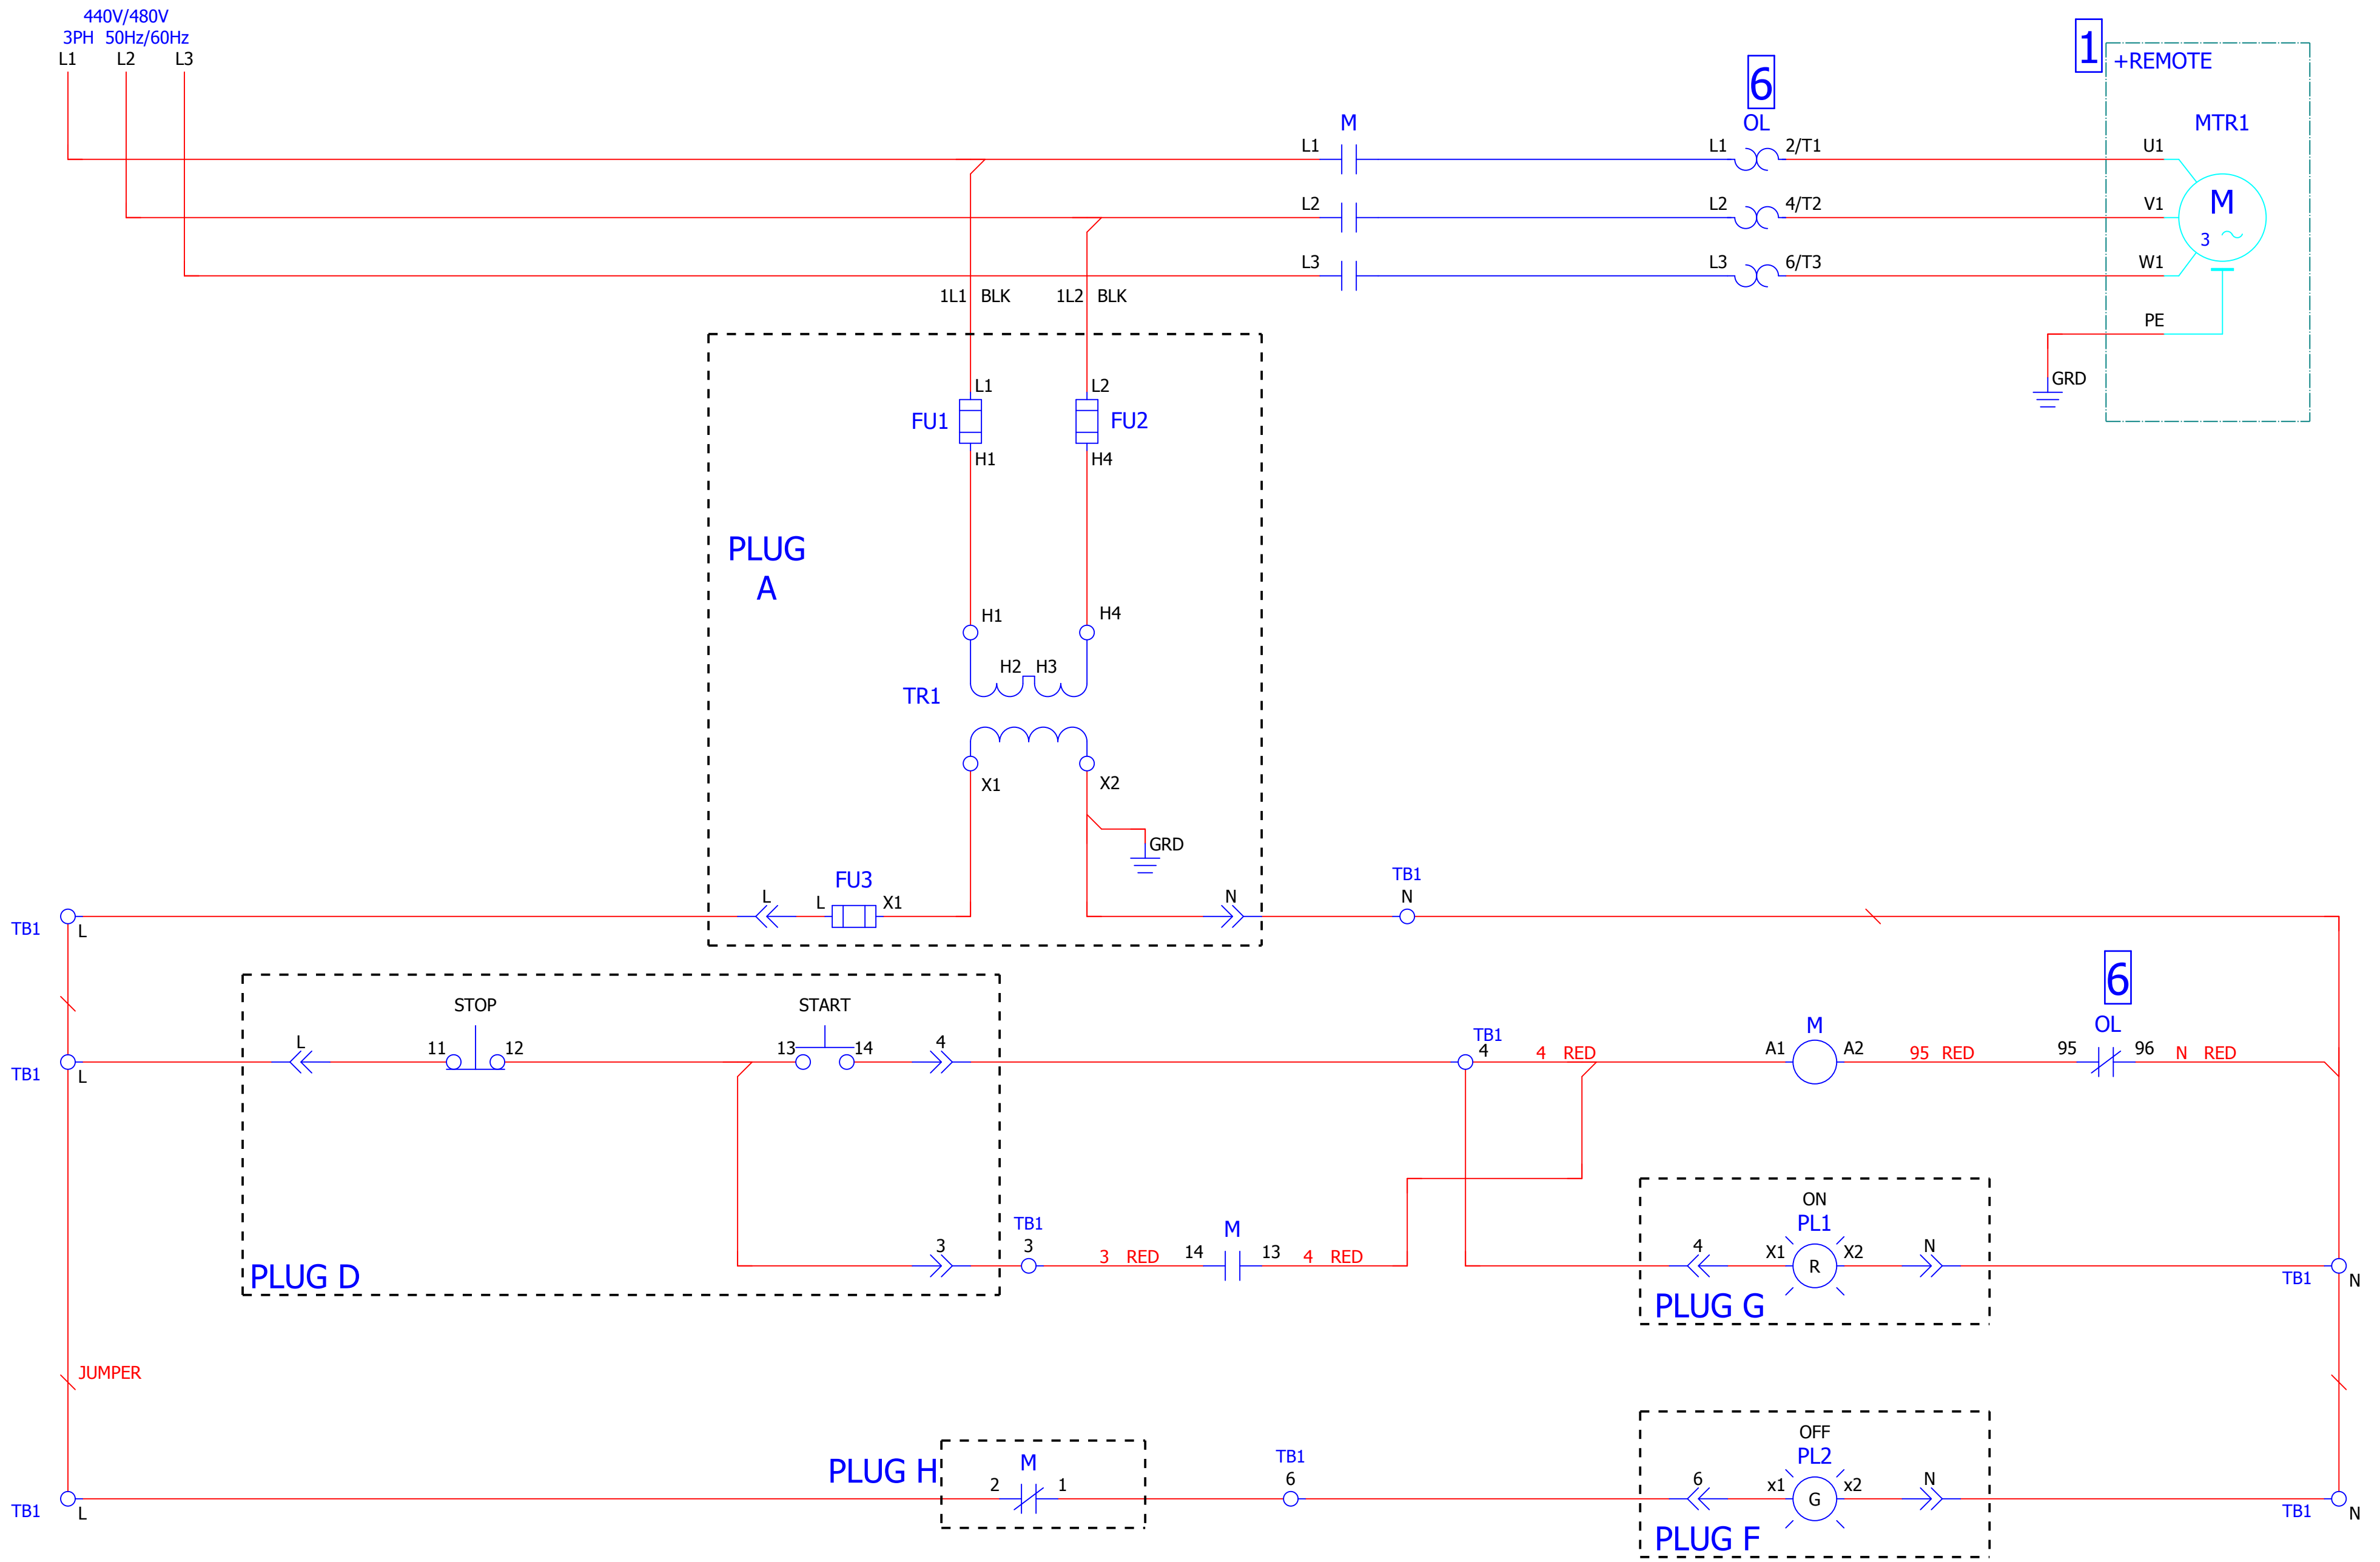 440V/480V
3PH 50Hz/60Hz
L1 L2 L3
1
+REMOTE
6
M
OL
MTR1
L1
L1
2/T1
U1
L2
L2
4/T2
V1
M
3
L3
L3
6/T3
W1
1L1 BLK
1L2 BLK
PE
GRD
L1
L2
FU1
FU2
H1
H4
PLUG
A
H1
H4
H2 H3
TR1
X1
X2
GRD
FU3
L
L
X1
N
TB1
N
TB1
L
6
STOP
START
L
11
12
13
14
4
TB1
4
4 RED
M
A1
A2
95 RED
OL
95
96
N RED
TB1
L
ON
PL1
3
TB1
3
3 RED
M
14
13
4 RED
4
X1
R
X2
N
TB1
N
PLUG D
PLUG G
JUMPER
OFF
PL2
PLUG H
M
2
1
TB1
6
6
x1
G
x2
N
TB1
L
TB1
N
PLUG F